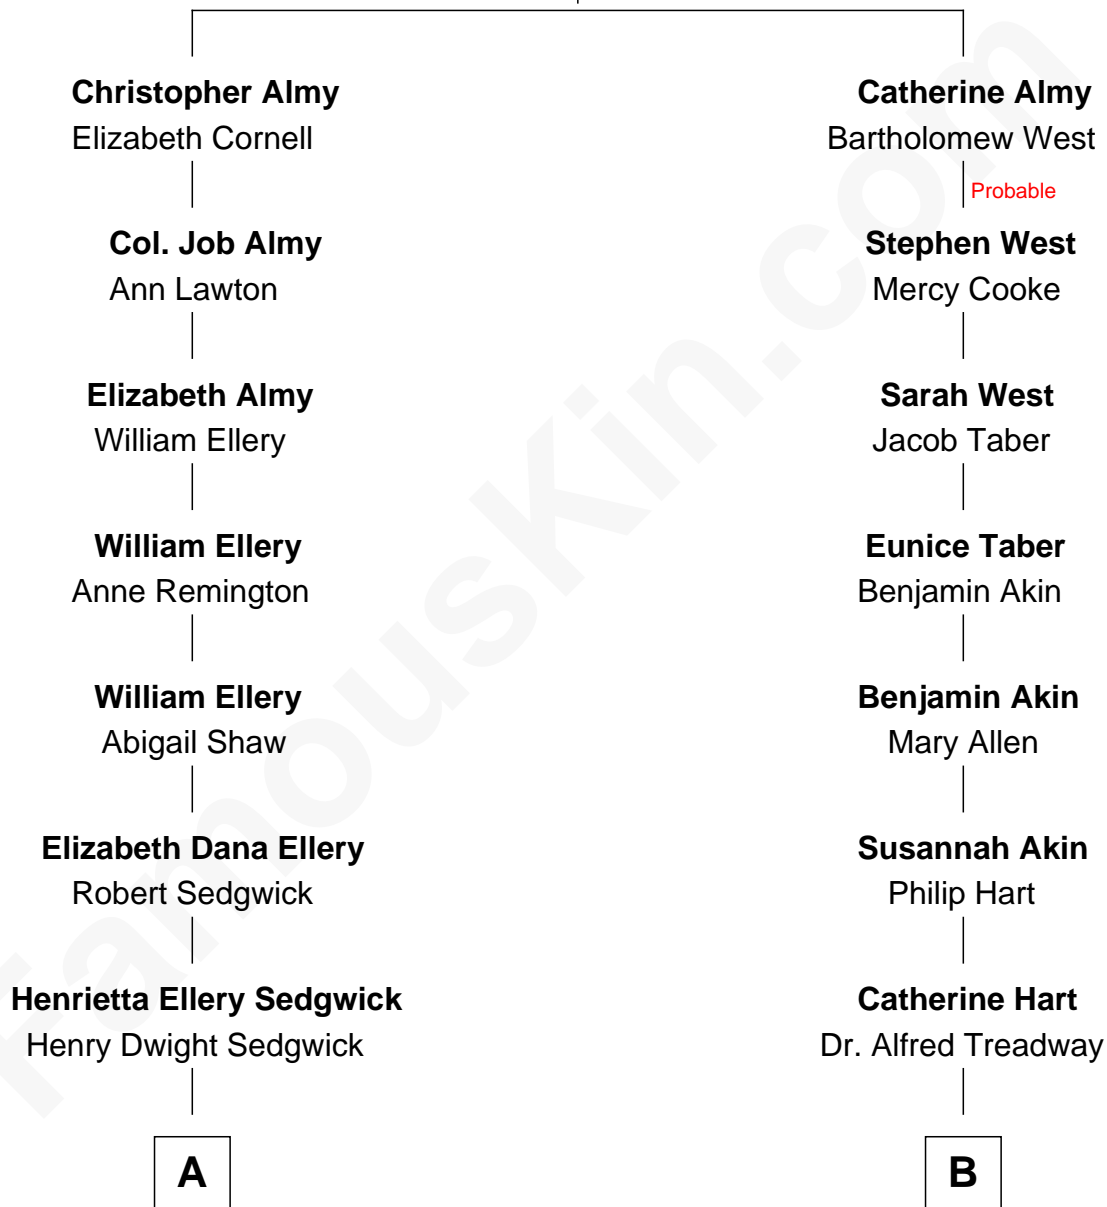 Christopher Almy
Elizabeth Cornell
Catherine Almy
Bartholomew West
Probable
Col. Job Almy
Ann Lawton
Stephen West
Mercy Cooke
Elizabeth Almy
William Ellery
Sarah West
Jacob Taber
William Ellery
Anne Remington
Eunice Taber
Benjamin Akin
William Ellery
Abigail Shaw
Benjamin Akin
Mary Allen
Elizabeth Dana Ellery
Robert Sedgwick
Susannah Akin
Philip Hart
Henrietta Ellery Sedgwick
Henry Dwight Sedgwick
Catherine Hart
Dr. Alfred Treadway
A
B
FamousKin.com